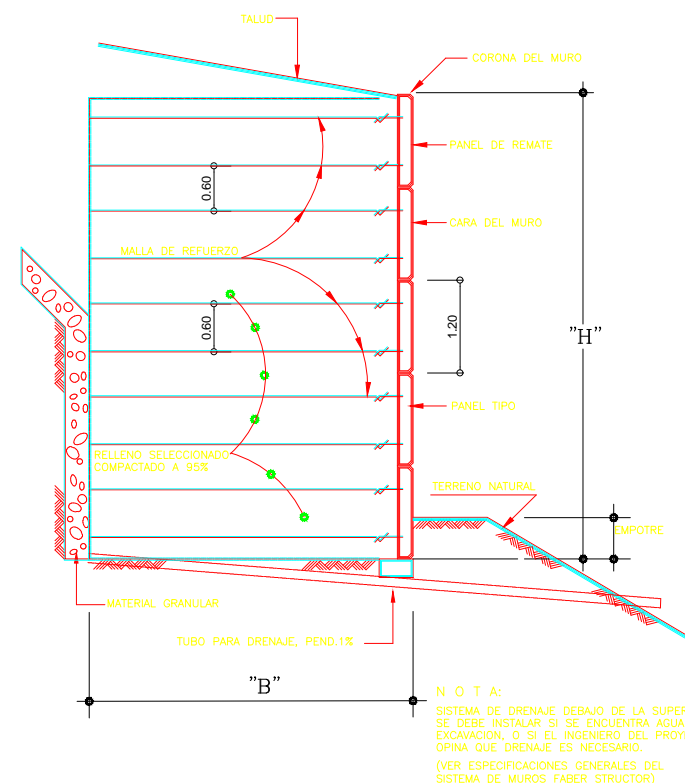 TALUD
CORONA DEL MURO
PANEL DE REMATE
0.60
CARA DEL MURO
MALLA DE REFUERZO
0.60
1.20
"H"
PANEL TIPO
RELLENO SELECCIONADO
COMPACTADO A 95%
TERRENO NATURAL
EMPOTRE
MATERIAL GRANULAR
TUBO PARA DRENAJE, PEND.1%
"B"
N O T A:
SISTEMA DE DRENAJE DEBAJO DE LA SUPER
SE DEBE INSTALAR SI SE ENCUENTRA AGUA
EXCAVACION, O SI EL INGENIERO DEL PROY
OPINA QUE DRENAJE ES NECESARIO.
(VER ESPECIFICACIONES GENERALES DEL
SISTEMA DE MUROS FABER STRUCTOR)